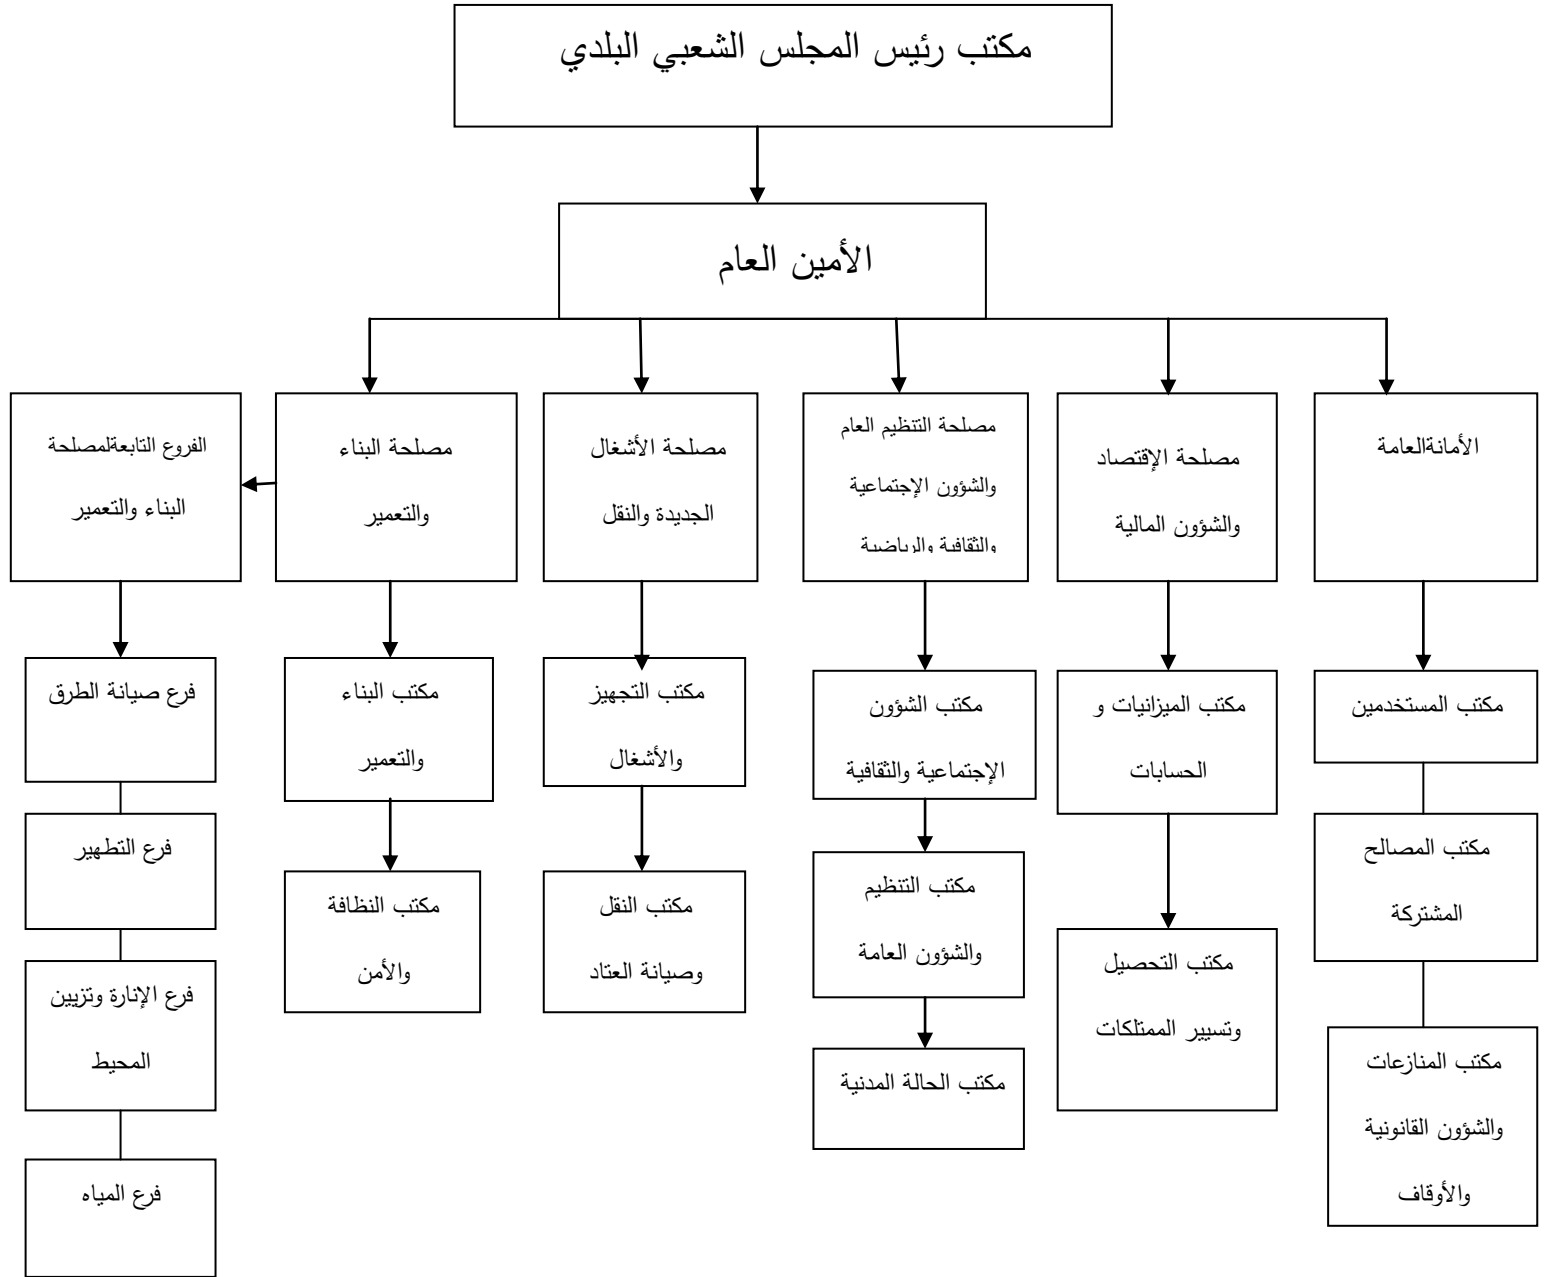 مكتب رئيس المجلس الشعبي البلدي
الأمين العام
الأمانةالعامة
مصلحة الإقتصاد
والشؤون المالية
مصلحة التنظيم العام
والشؤون الإجتماعية
والثقافية والرياضية
مصلحة الأشغال
الجديدة والنقل
مصلحة البناء
والتعمير
الفروع التابعةلمصلحة
البناء والتعمير
مكتب المستخدمين
مكتب المصالح
المشتركة
مكتب المنازعات
والشؤون القانونية
والأوقاف
مكتب الميزانيات و
الحسابات
مكتب التحصيل
وتسيير الممتلكات
مكتب الشؤون
الإجتماعية والثقافية
مكتب التنظيم
والشؤون العامة
مكتب الحالة المدنية
مكتب التجهيز
والأشغال
مكتب النقل
وصيانة العتاد
مكتب البناء
والتعمير
مكتب النظافة
والأمن
فرع صيانة الطرق
فرع التطهير
فرع الإنارة وتزيين
المحيط
فرع المياه